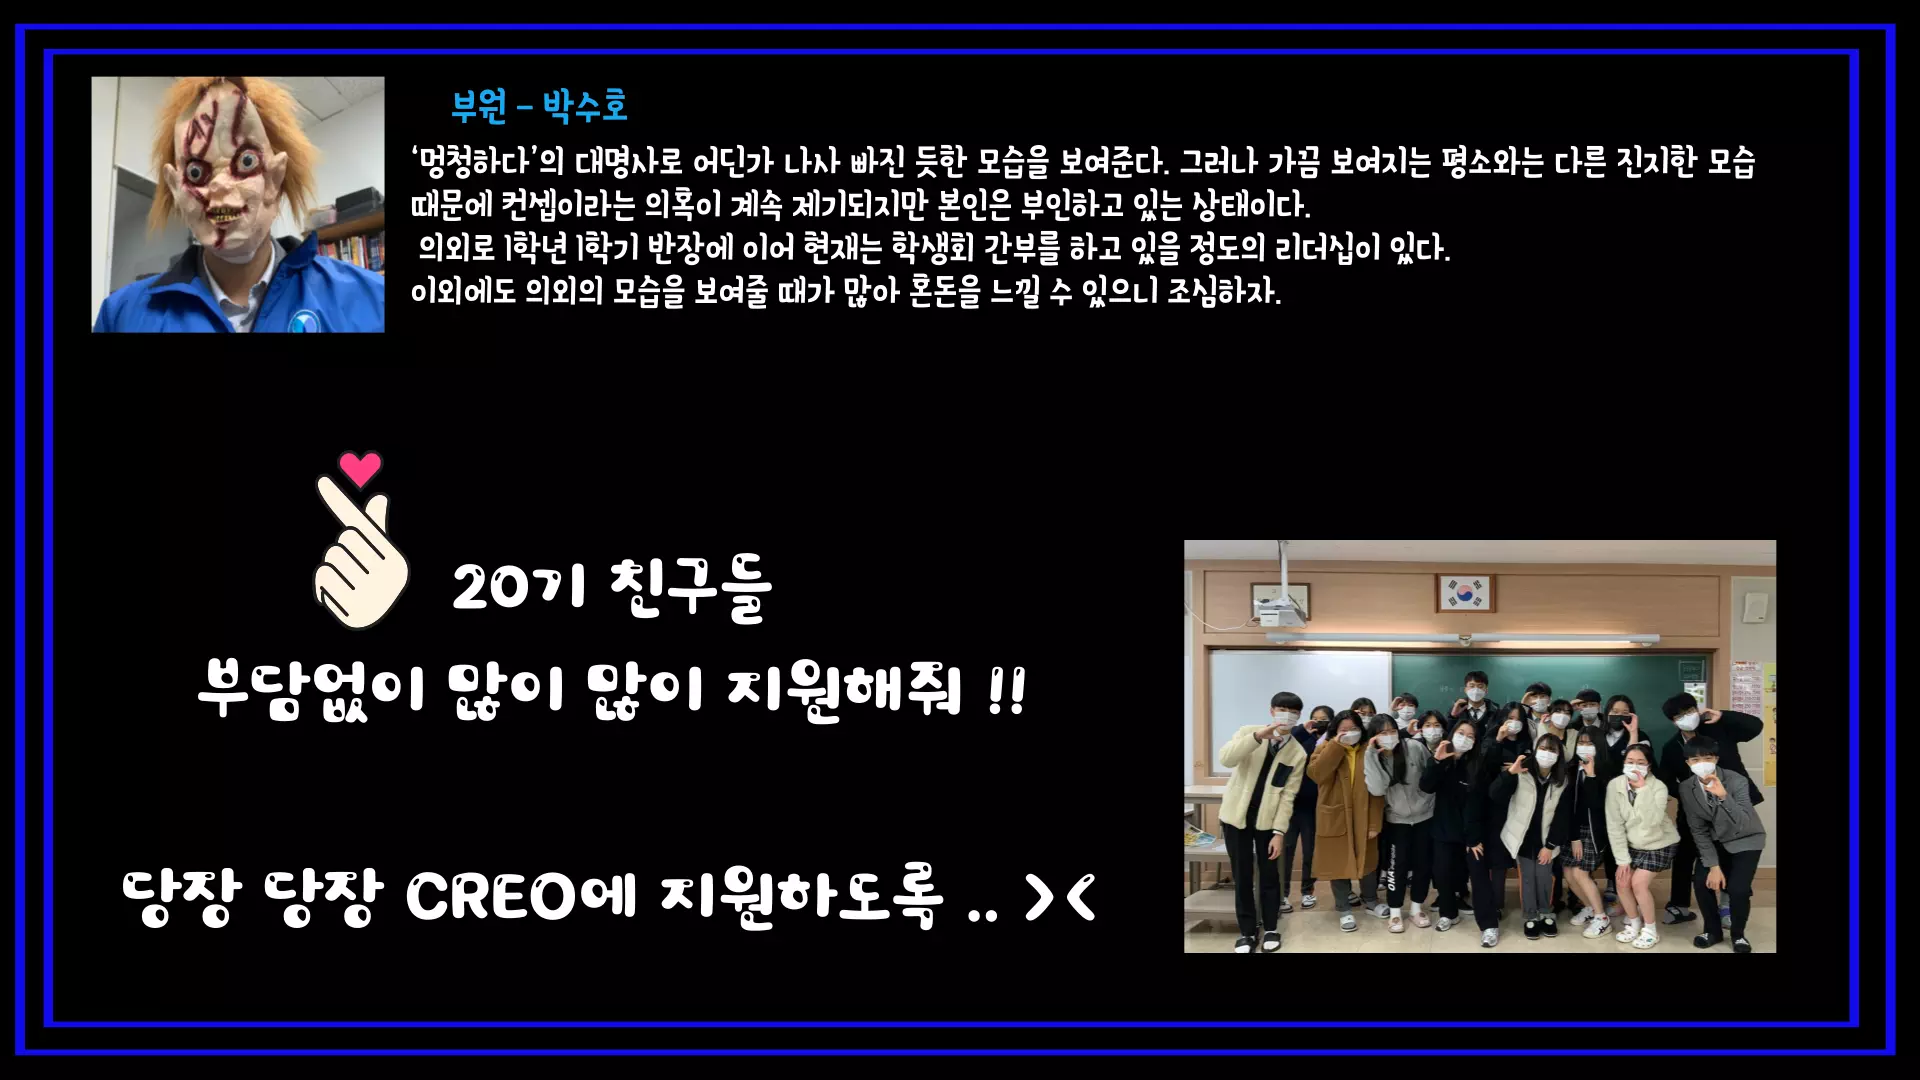 부원 - 박수호
‘멍청하다’의 대명사로 어딘가 나사 빠진 듯한 모습을 보여준다. 그러나 가끔 보여지는 평소와는 다른 진지한 모습
때문에 컨셉이라는 의혹이 계속 제기되지만 본인은 부인하고 있는 상태이다.
의외로 1학년 1학기 반장에 이어 현재는 학생회 간부를 하고 있을 정도의 리더십이 있다.
이외에도 의외의 모습을 보여줄 때가 많아 혼돈을 느낄 수 있으니 조심하자.
20기 친구들
부담없이 많이 많이 지원해줘 !!
당장 당장 CREO에 지원하도록 .. ><